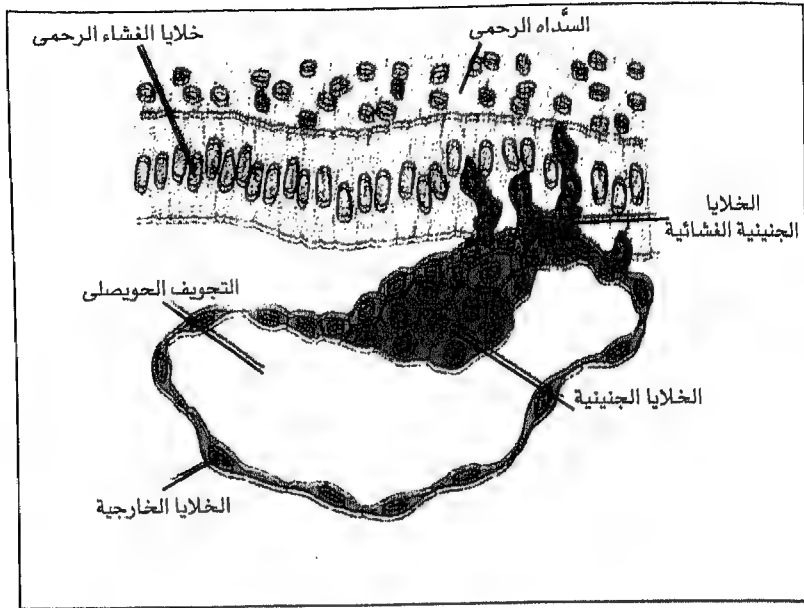 السَّداه الرحمى
خلايا الغشاء الرحمى
الخلايا
الجنينية الغشائية
التجويف الحويصلى
الخلايا الجنينية
الخلايا الخارجية